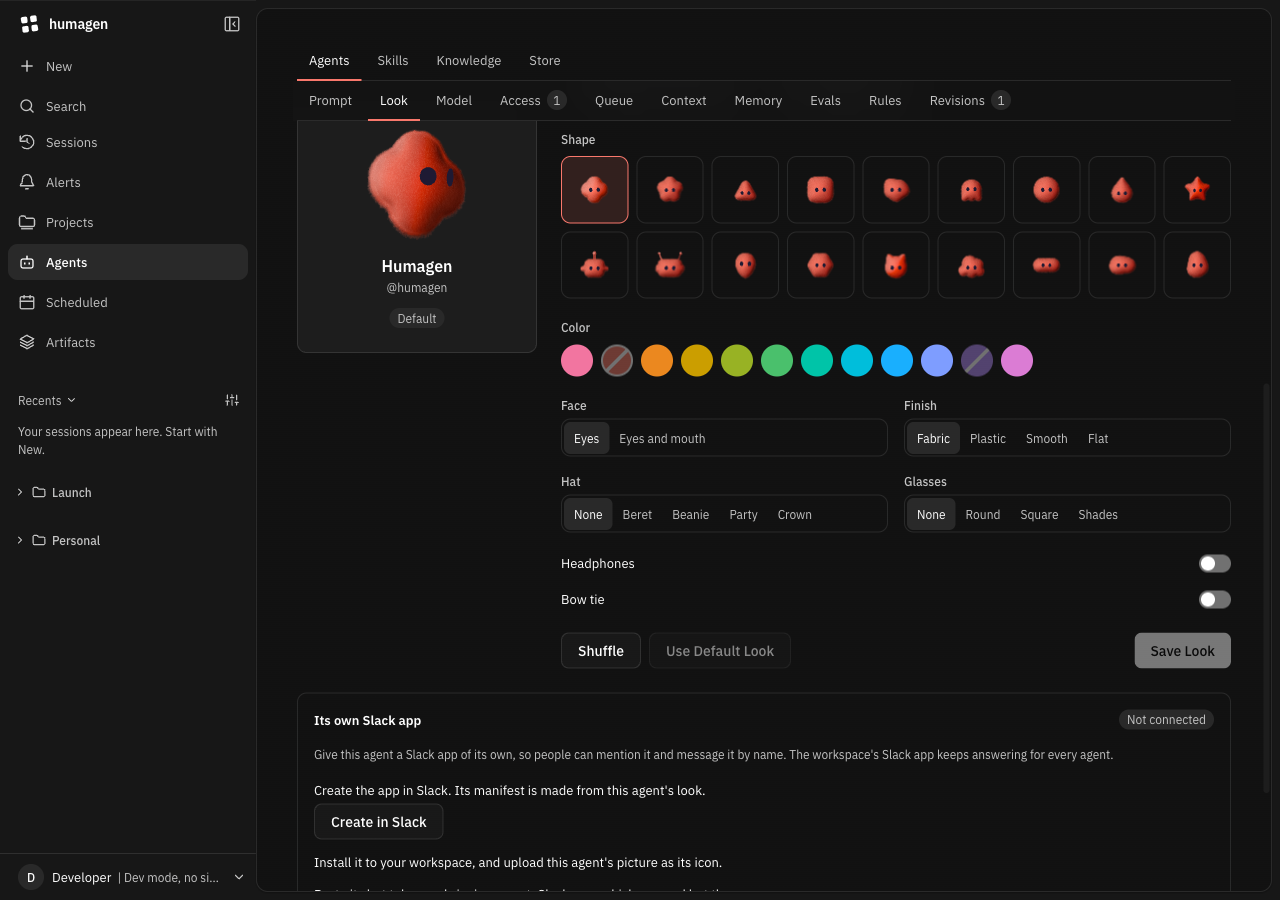 humagen
New
Search
Sessions
Alerts
Projects
Agents
Scheduled
Artifacts
Recents
Your sessions appear here. Start with
New.
Launch
Personal
D Developer | Dev mode, no si...
Agents Skills Knowledge Store
Prompt Look Model Access 1 Queue Context Memory Evals Rules Revisions 1
Humagen
@humagen
Default
Shape
Color
Face
Eyes Eyes and mouth
Finish
Fabric Plastic Smooth Flat
Hat
None Beret Beanie Party Crown
Glasses
None Round Square Shades
Headphones
Bow tie
Shuffle Use Default Look Save Look
Its own Slack app Not connected
Give this agent a Slack app of its own, so people can mention it and message it by name. The workspace's Slack app keeps answering for every agent.
Create the app in Slack. Its manifest is made from this agent's look.
Create in Slack
Install it to your workspace, and upload this agent's picture as its icon.